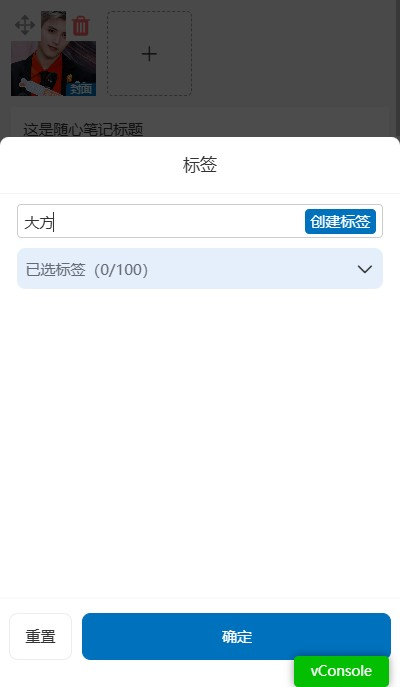 封面
这是随心笔记标题
标签
大方
创建标签
已选标签（0/100）
重置
确定
vConsole